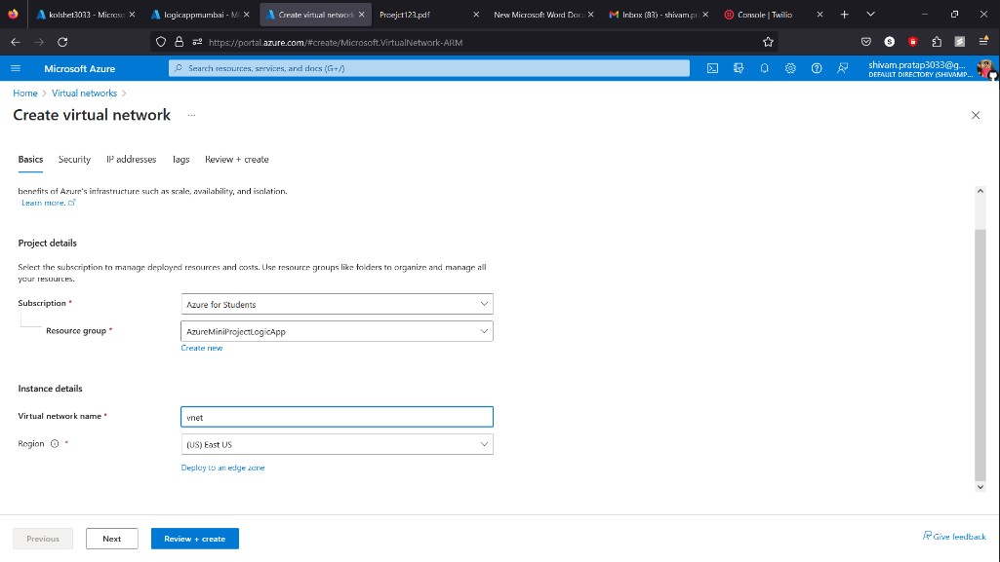 kolshet3033 - Microso
logicappmumbai - Mi
Create virtual network
Proejct123.pdf
New Microsoft Word Docu
Inbox (83) - shivam.pr
Console | Twilio
https://portal.azure.com/#create/Microsoft.VirtualNetwork-ARM
Microsoft Azure
Search resources, services, and docs (G+/)
shivam.pratap3033@g...
DEFAULT DIRECTORY (SHIVAMP...
Home > Virtual networks >
Create virtual network ...
Basics Security IP addresses Tags Review + create
benefits of Azure's infrastructure such as scale, availability, and isolation.
Learn more.
Project details
Select the subscription to manage deployed resources and costs. Use resource groups like folders to organize and manage all
your resources.
Subscription *
Azure for Students
Resource group *
AzureMiniProjectLogicApp
Create new
Instance details
Virtual network name *
vnet
Region *
(US) East US
Deploy to an edge zone
Previous
Next
Review + create
Give feedback